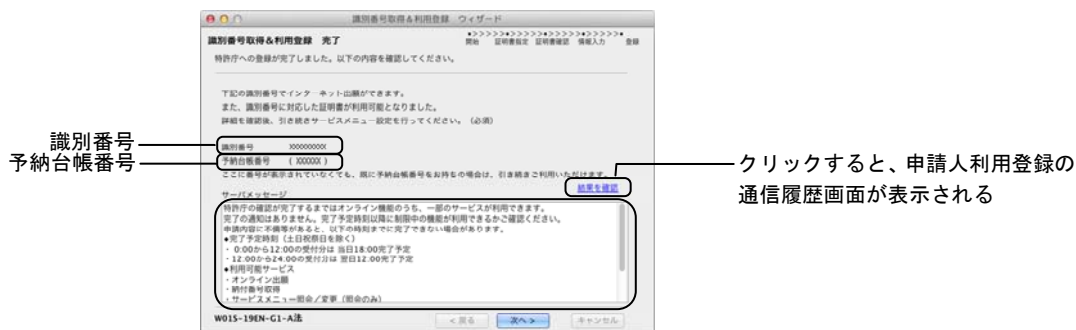 識別番号取得&利用登録 ウィザード
識別番号取得&利用登録 完了
●>>>>>●>>>>>●>>>>>●>>>>>●
開始 証明書指定 証明書確認 情報入力 登録
特許庁への登録が完了しました。以下の内容を確認してください。
下記の識別番号でインターネット出願ができます。
また、識別番号に対応した証明書が利用可能となりました。
詳細を確認後、引き続きサービスメニュー設定を行ってください。（必須）
識別番号
予納台帳番号
識別番号 XXXXXXXXX
予納台帳番号 ( XXXXXX )
ここに番号が表示されていなくても、既に予納台帳番号をお持ちの場合は、引き続きご利用いただけます。
結果を確認
クリックすると、申請人利用登録の
通信履歴画面が表示される
サーバメッセージ
特許庁の確認が完了するまではオンライン機能のうち、一部のサービスが利用できます。
完了の通知はありません。完了予定時刻以降に制限中の機能が利用できるかご確認ください。
申請内容に不備等があると、以下の時刻までに完了できない場合があります。
◆完了予定時刻（土日祝祭日を除く）
・ 0:00から12:00の受付分は 当日18:00完了予定
・12:00から24:00の受付分は 翌日12:00完了予定
◆利用可能サービス
・オンライン出願
・納付番号取得
・サービスメニュー照会／変更（照会のみ）
W01S-19EN-G1-A法
< 戻る
次へ >
キャンセル